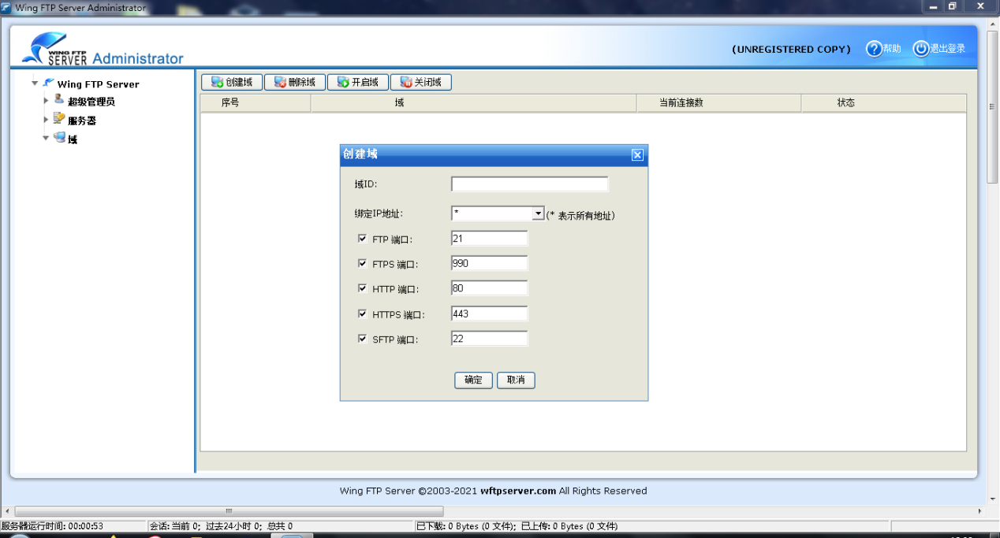 Wing FTP Server Administrator
WING FTP SERVER Administrator
(UNREGISTERED COPY) 帮助 退出登录
Wing FTP Server
超级管理员
服务器
域
创建域 删除域 开启域 关闭域
序号 域 当前连接数 状态
创建域
域ID:
绑定IP地址: * (* 表示所有地址)
FTP 端口: 21
FTPS 端口: 990
HTTP 端口: 80
HTTPS 端口: 443
SFTP 端口: 22
确定 取消
Wing FTP Server ©2003-2021 wftpserver.com All Rights Reserved
服务器运行时间: 00:00:53 会话: 当前 0; 过去24小时 0; 总共 0 已下载: 0 Bytes (0 文件); 已上传: 0 Bytes (0 文件)